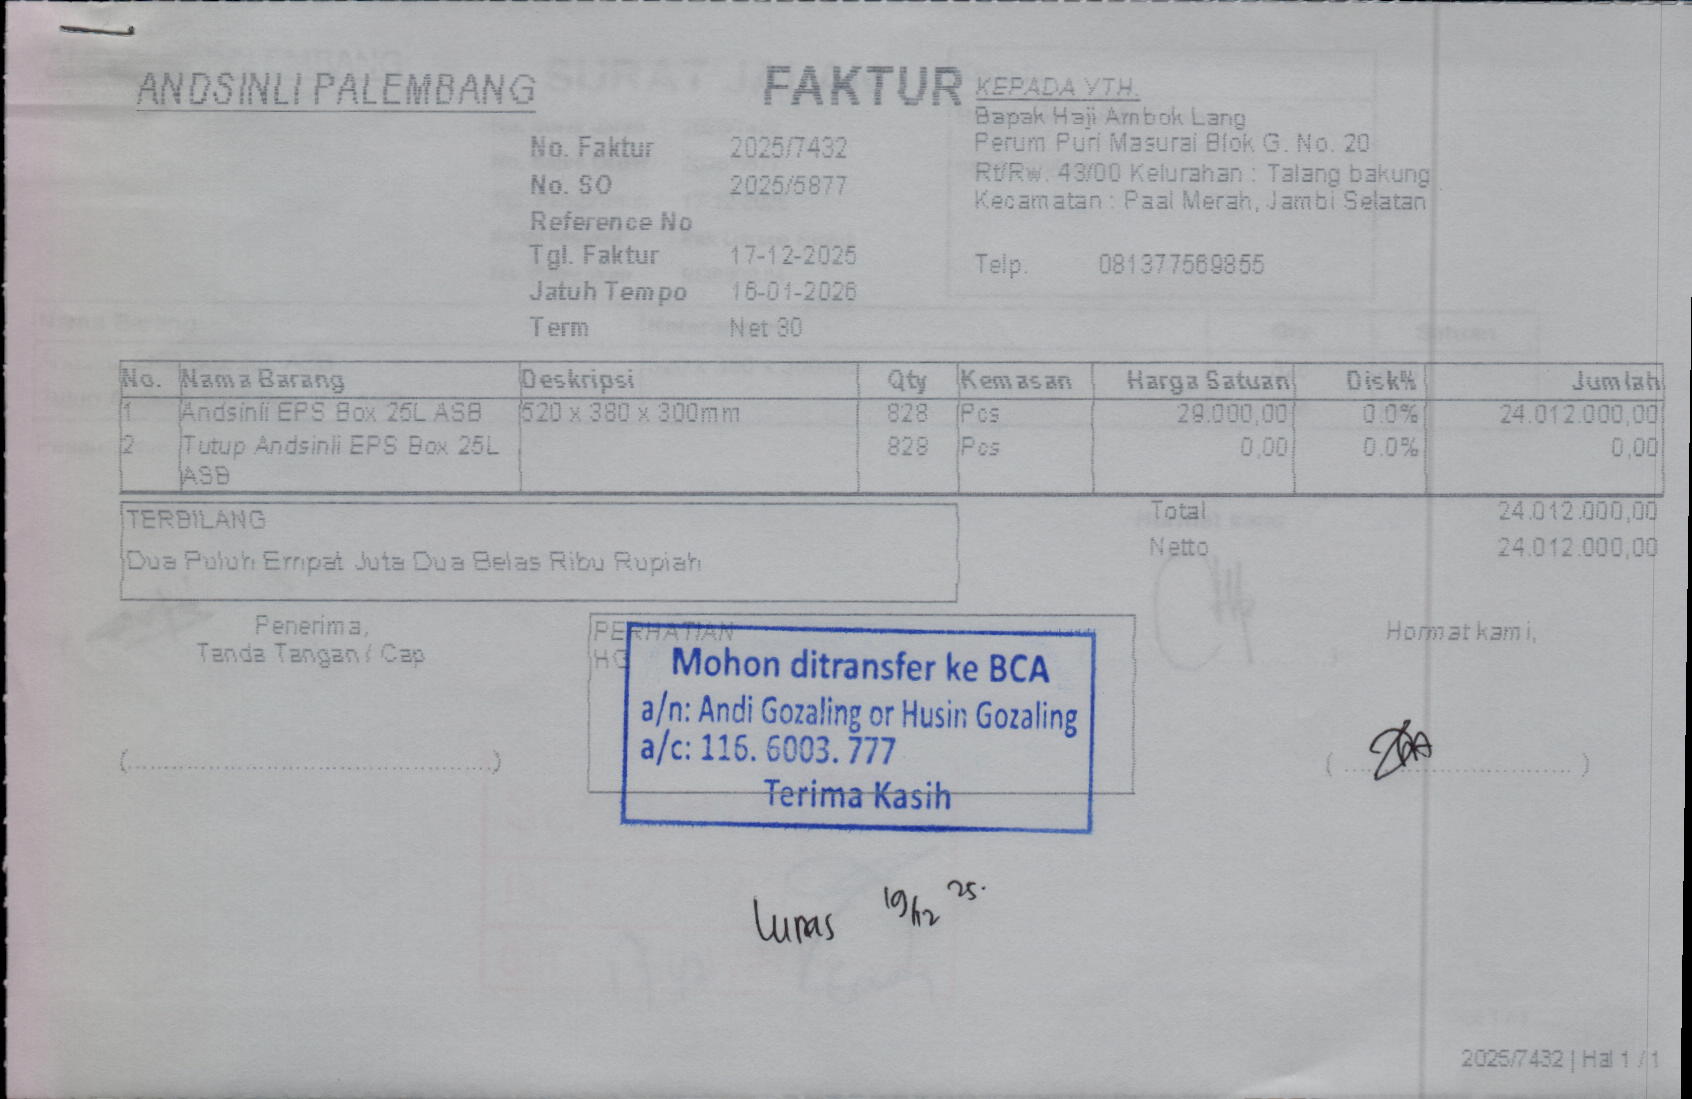 ANDSINLI PALEMBANG
FAKTUR
No. Faktur 2025/7432
No. SO 2025/5877
Reference No
Tgl. Faktur 17-12-2025
Jatuh Tempo 16-01-2026
Term Net 30
KEPADA YTH.
Bapak Haji Ambok Lang
Perum Puri Masurai Blok G. No. 20
Rt/Rw. 43/00 Kelurahan : Talang bakung
Kecamatan : Paal Merah, Jambi Selatan
Telp. 081377569855
No. Nama Barang Deskripsi Qty Kemasan Harga Satuan Disk% Jumlah
1 Andsinli EPS Box 25L ASB 520 x 380 x 300mm 828 Pcs 29.000,00 0.0% 24.012.000,00
2 Tutup Andsinli EPS Box 25L 828 Pcs 0,00 0.0% 0,00
ASB
TERBILANG
Dua Puluh Empat Juta Dua Belas Ribu Rupiah
Total 24.012.000,00
Netto 24.012.000,00
Penerima,
Tanda Tangan / Cap
(.................................................)
PERHATIAN
Mohon ditransfer ke BCA
a/n: Andi Gozaling or Husin Gozaling
a/c: 116. 6003. 777
Terima Kasih
Hormat kami,
Lunas 19/12 25.
2025/7432 | Hal 1 / 1